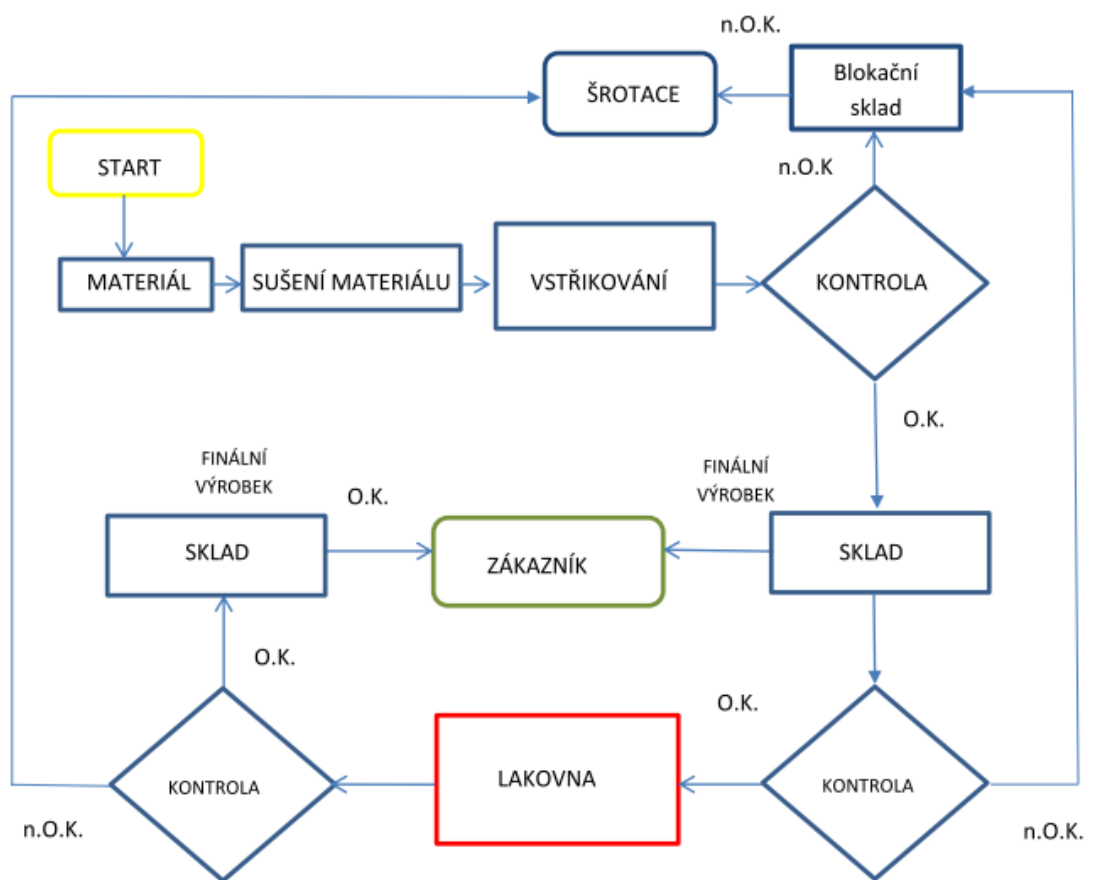 n.O.K.
ŠROTACE
Blokační
sklad
START
n.O.K
MATERIÁL
SUŠENÍ MATERIÁLU
VSTŘIKOVÁNÍ
KONTROLA
O.K.
FINÁLNÍ
VÝROBEK
O.K.
FINÁLNÍ
VÝROBEK
SKLAD
ZÁKAZNÍK
SKLAD
O.K.
O.K.
KONTROLA
LAKOVNA
KONTROLA
n.O.K.
n.O.K.